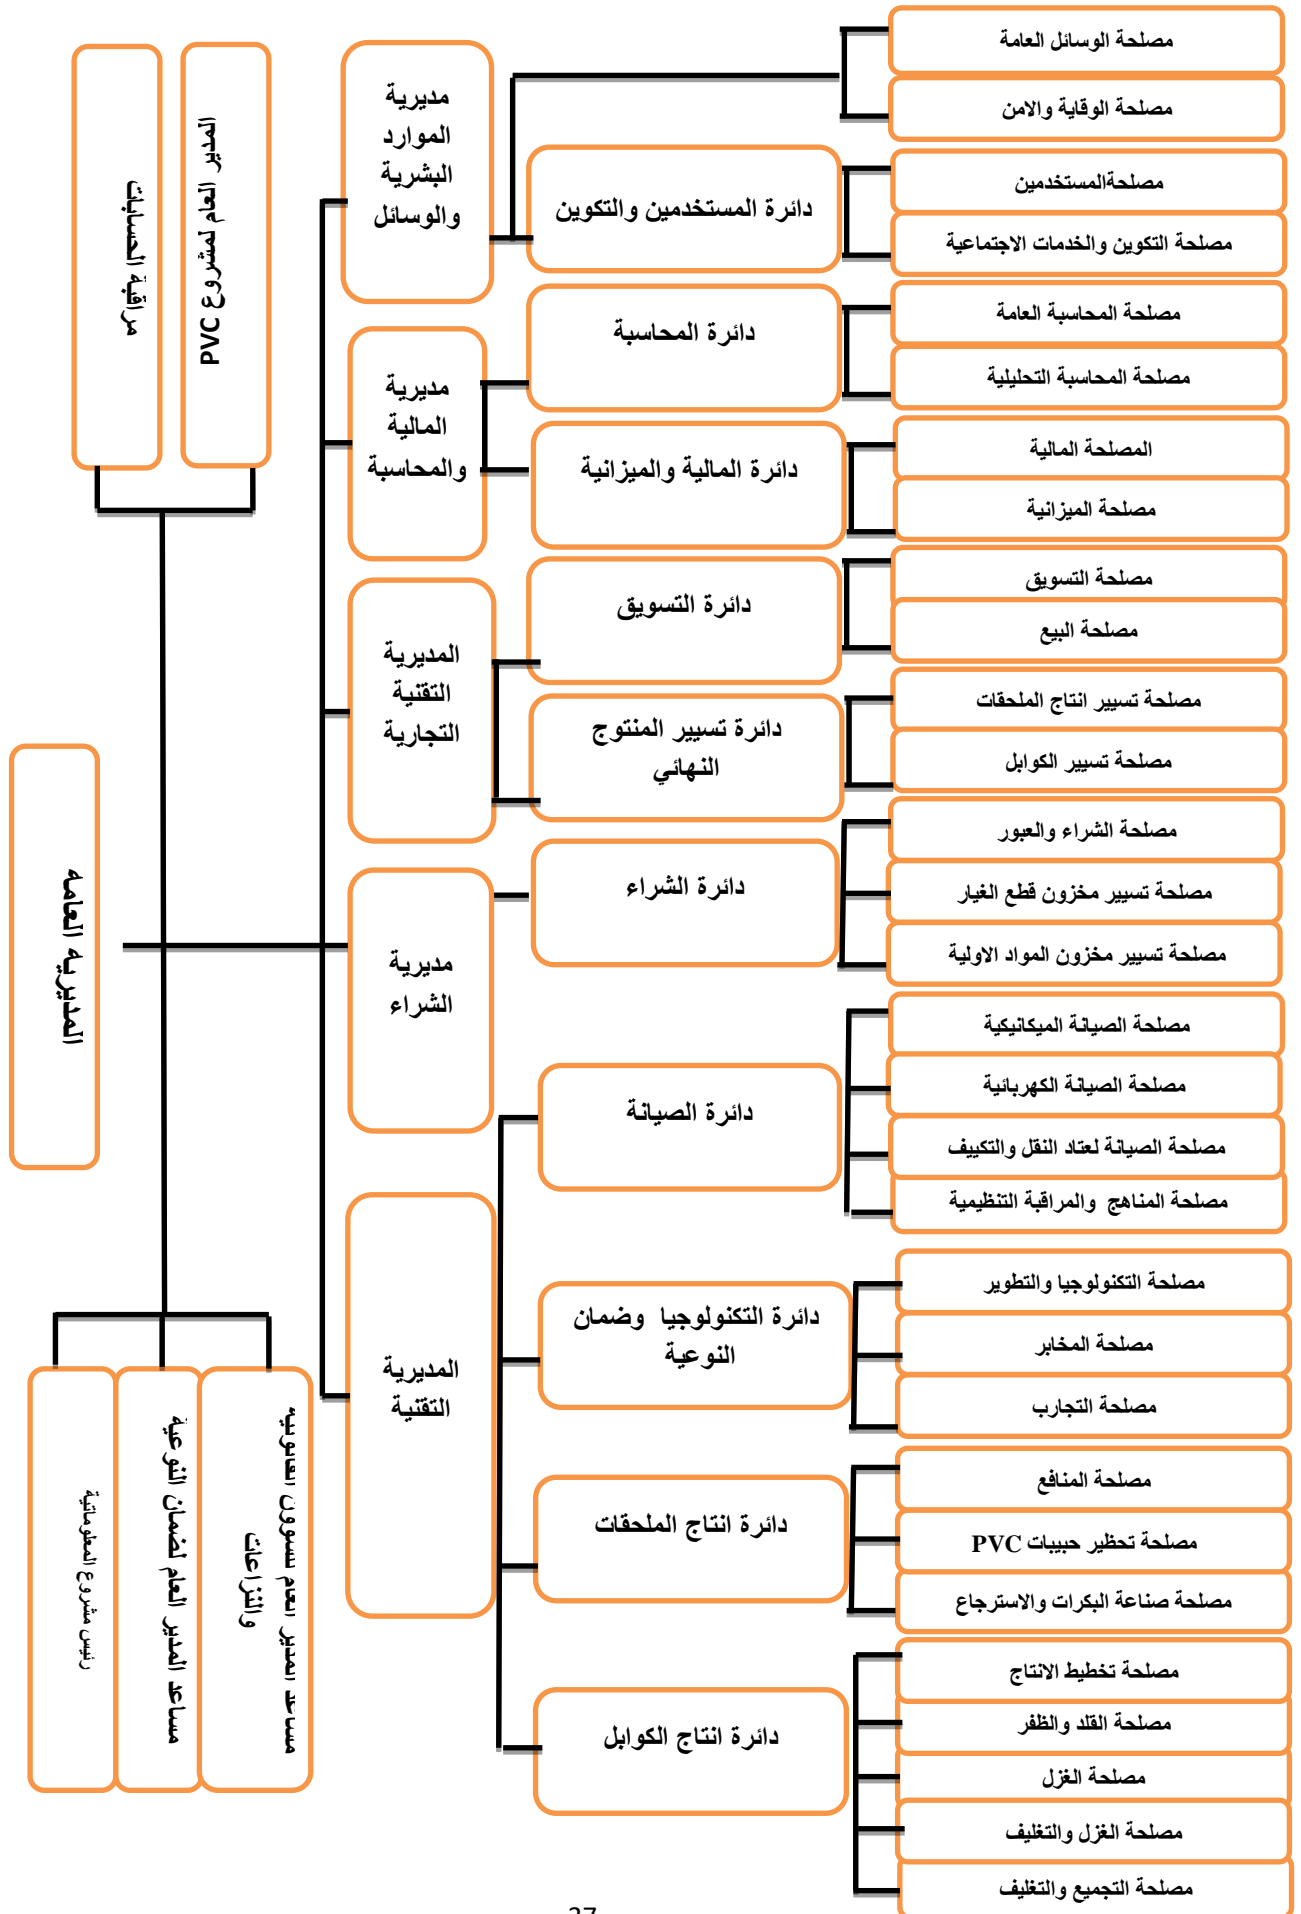 المديرية العامة
مراقبة الحسابات
المدير العام لمشروع PVC
رئيس مشروع المعلوماتية
مساعد المدير العام لضمان النوعية
مساعد المدير العام للشؤون القانونية
والنزاعات
مديرية
الموارد
البشرية
والوسائل
مصلحة الوسائل العامة
مصلحة الوقاية والامن
دائرة المستخدمين والتكوين
مصلحةالمستخدمين
مصلحة التكوين والخدمات الاجتماعية
مديرية
المالية
والمحاسبة
دائرة المحاسبة
مصلحة المحاسبة العامة
مصلحة المحاسبة التحليلية
دائرة المالية والميزانية
المصلحة المالية
مصلحة الميزانية
المديرية
التقنية
التجارية
دائرة التسويق
مصلحة التسويق
مصلحة البيع
دائرة تسيير المنتوج
النهائي
مصلحة تسيير انتاج الملحقات
مصلحة تسيير الكوابل
مديرية
الشراء
دائرة الشراء
مصلحة الشراء والعبور
مصلحة تسيير مخزون قطع الغيار
مصلحة تسيير مخزون المواد الاولية
المديرية
التقنية
دائرة الصيانة
مصلحة الصيانة الميكانيكية
مصلحة الصيانة الكهربائية
مصلحة الصيانة لعتاد النقل والتكييف
مصلحة المناهج والمراقبة التنظيمية
دائرة التكنولوجيا وضمان
النوعية
مصلحة التكنولوجيا والتطوير
مصلحة المخابر
مصلحة التجارب
دائرة انتاج الملحقات
مصلحة المنافع
مصلحة تحظير حبيبات PVC
مصلحة صناعة البكرات والاسترجاع
دائرة انتاج الكوابل
مصلحة تخطيط الانتاج
مصلحة القلد والظفر
مصلحة الغزل
مصلحة الغزل والتغليف
مصلحة التجميع والتغليف